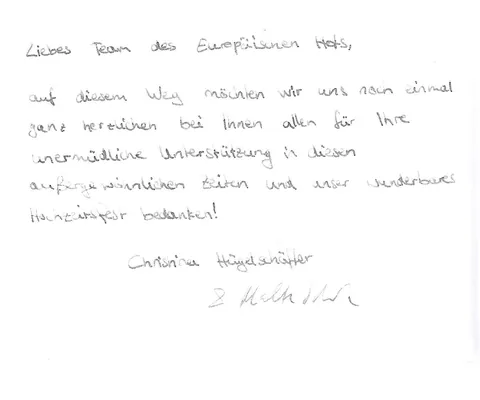 Liebes Team des Europäischen Hofs,
auf diesem Weg möchten wir uns noch einmal
ganz herzlichen bei Ihnen allen für Ihre
unermüdliche Unterstützung in diesen
außergewöhnlichen Zeiten und unser wunderbares
Hochzeitsfest bedanken!
Christina Hügelschäffer
&